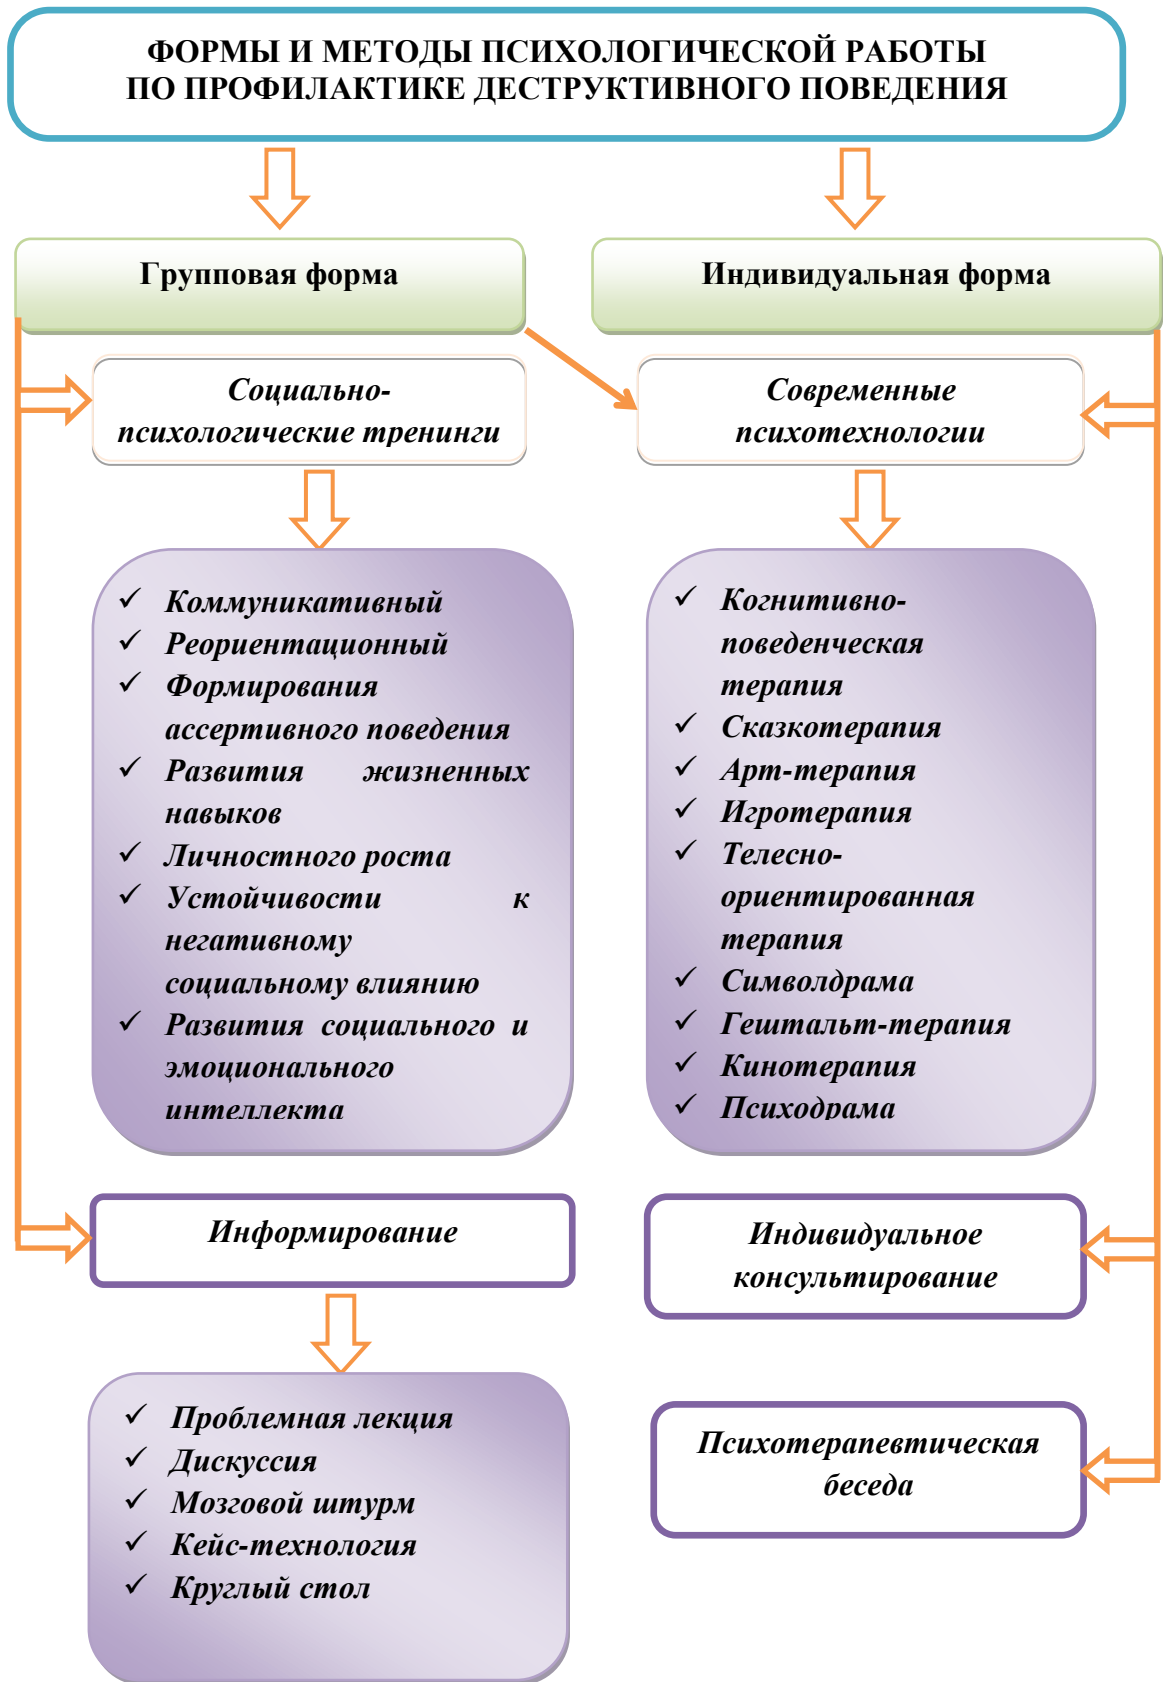 ФОРМЫ И МЕТОДЫ ПСИХОЛОГИЧЕСКОЙ РАБОТЫ
ПО ПРОФИЛАКТИКЕ ДЕСТРУКТИВНОГО ПОВЕДЕНИЯ
Групповая форма
Индивидуальная форма
Социально-
психологические тренинги
Современные
психотехнологии
✓ Коммуникативный
✓ Реориентационный
✓ Формирования
ассертивного поведения
✓ Развития жизненных
навыков
✓ Личностного роста
✓ Устойчивости к
негативному
социальному влиянию
✓ Развития социального и
эмоционального
интеллекта
✓ Когнитивно-
поведенческая
терапия
✓ Сказкотерапия
✓ Арт-терапия
✓ Игротерапия
✓ Телесно-
ориентированная
терапия
✓ Символдрама
✓ Гештальт-терапия
✓ Кинотерапия
✓ Психодрама
Информирование
Индивидуальное
консультирование
✓ Проблемная лекция
✓ Дискуссия
✓ Мозговой штурм
✓ Кейс-технология
✓ Круглый стол
Психотерапевтическая
беседа